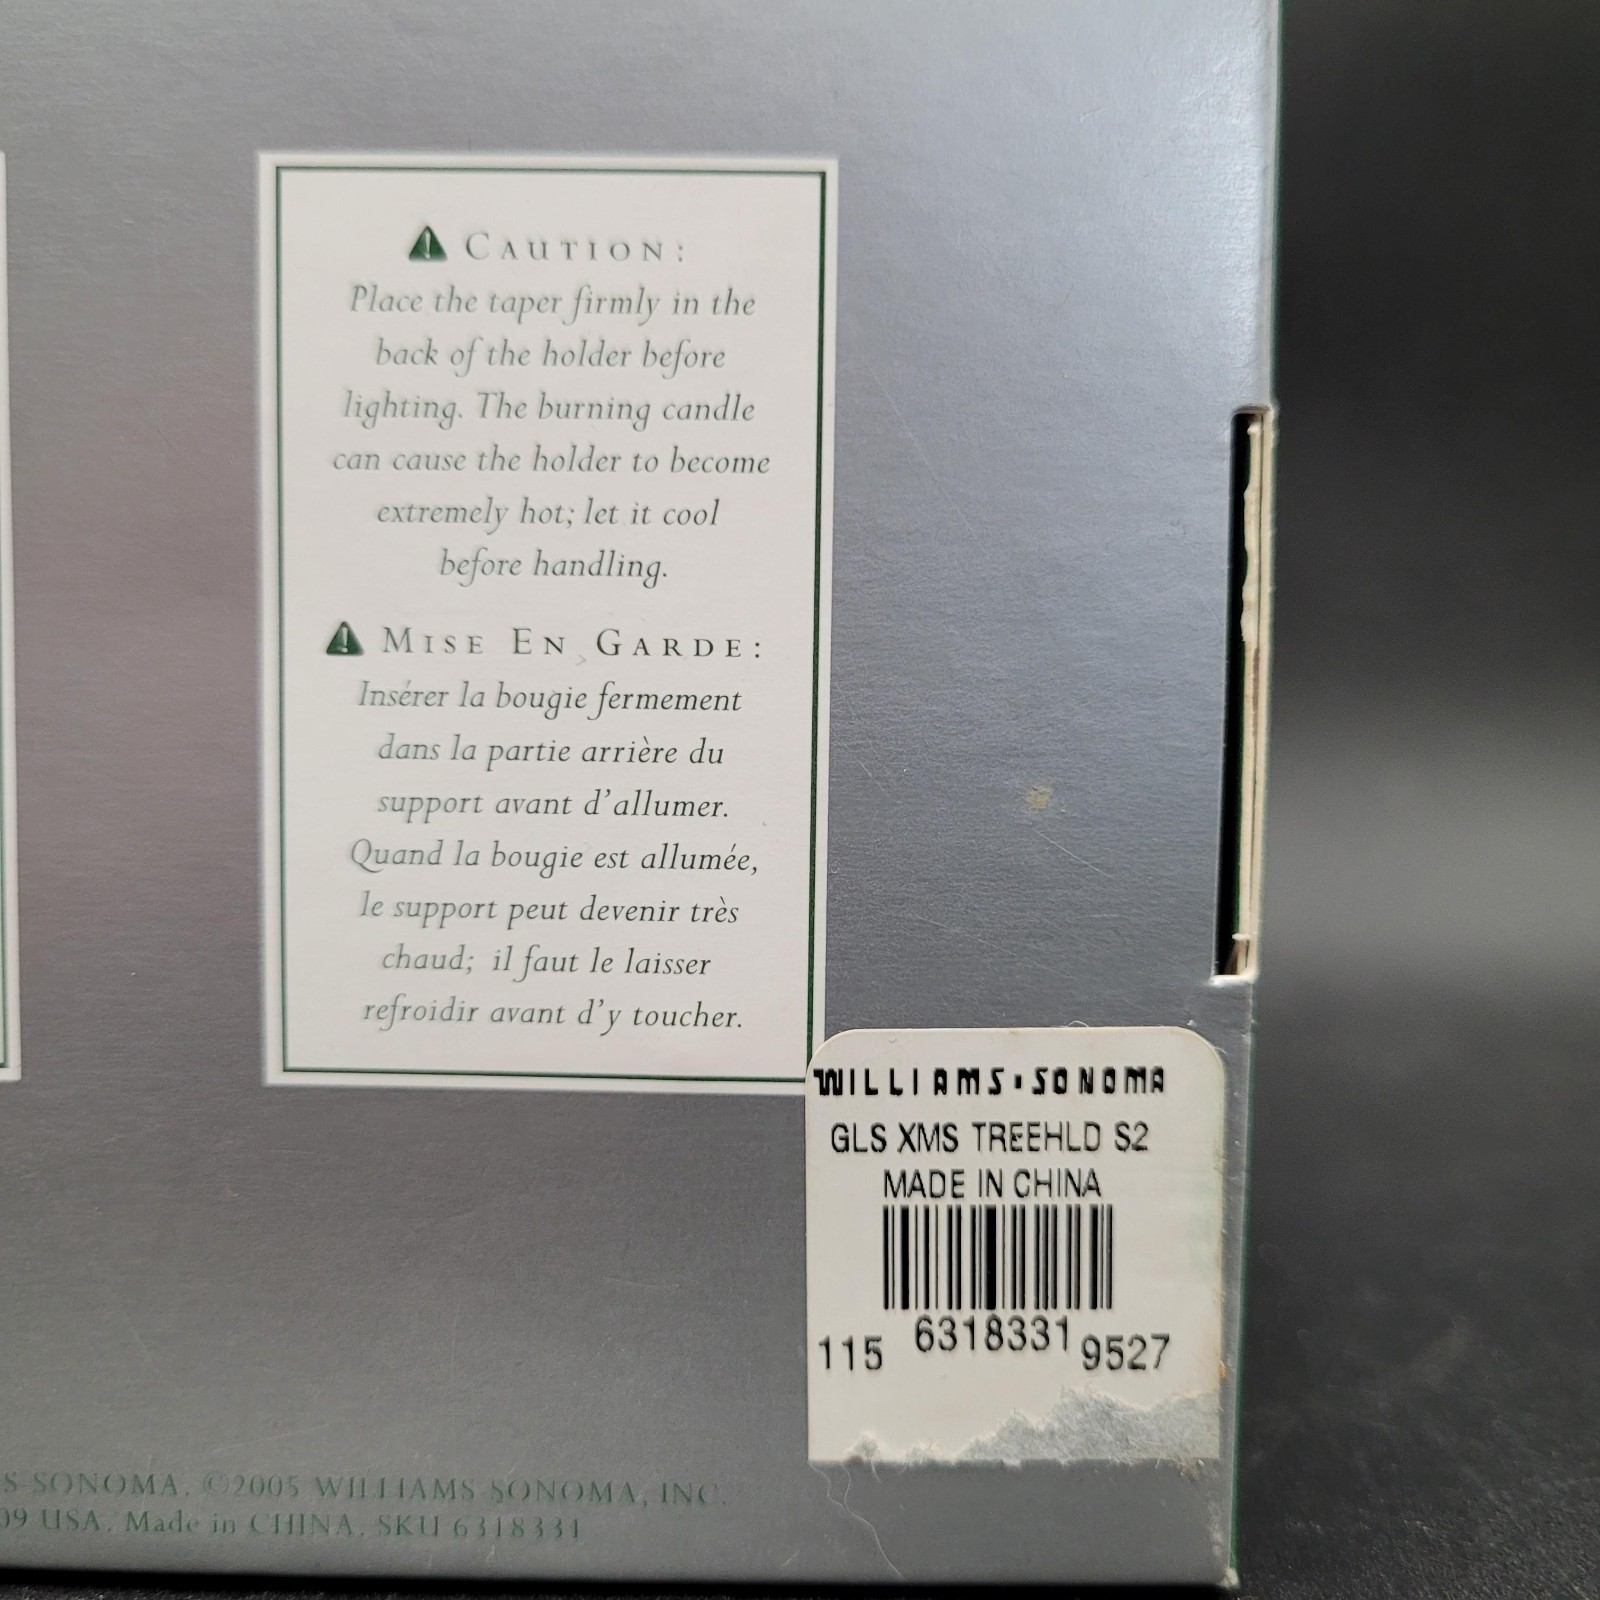 CAUTION:
Place the taper firmly in the
back of the holder before
lighting. The burning candle
can cause the holder to become
extremely hot; let it cool
before handling.
MISE EN GARDE:
Insérer la bougie fermement
dans la partie arrière du
support avant d'allumer.
Quand la bougie est allumée,
le support peut devenir très
chaud; il faut le laisser
refroidir avant d'y toucher.
WILLIAMS-SONOMA
GLS XMS TREEHLD S2
MADE IN CHINA
115 6318331 9527
S-SONOMA. ©2005 WILLIAMS-SONOMA, INC.
09 USA. Made in CHINA. SKU 6318331